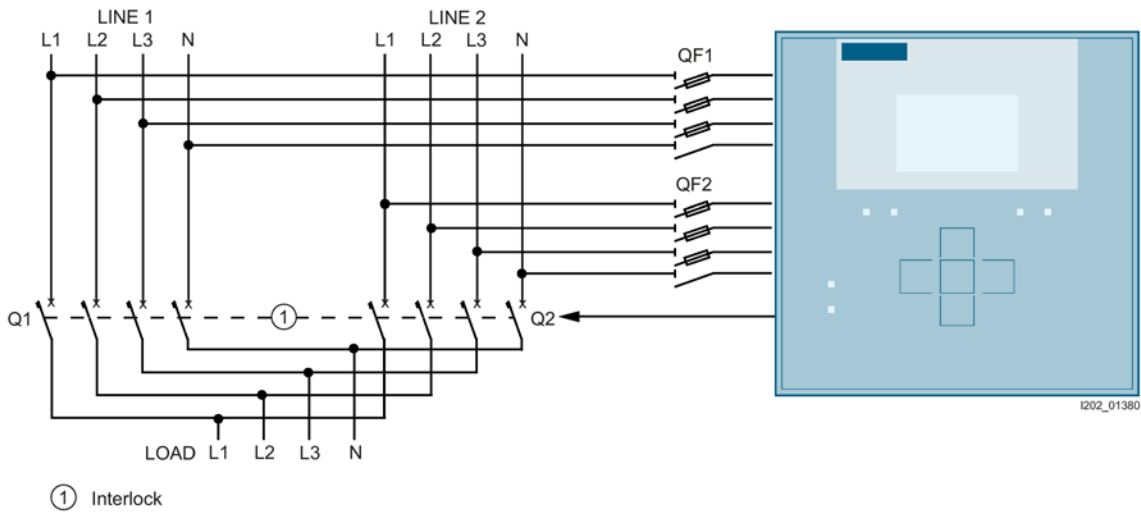 LINE 1
LINE 2
L1 L2 L3 N
L1 L2 L3 N
QF1
QF2
Q1
1
Q2
I202_01380
LOAD L1 L2 L3 N
1 Interlock